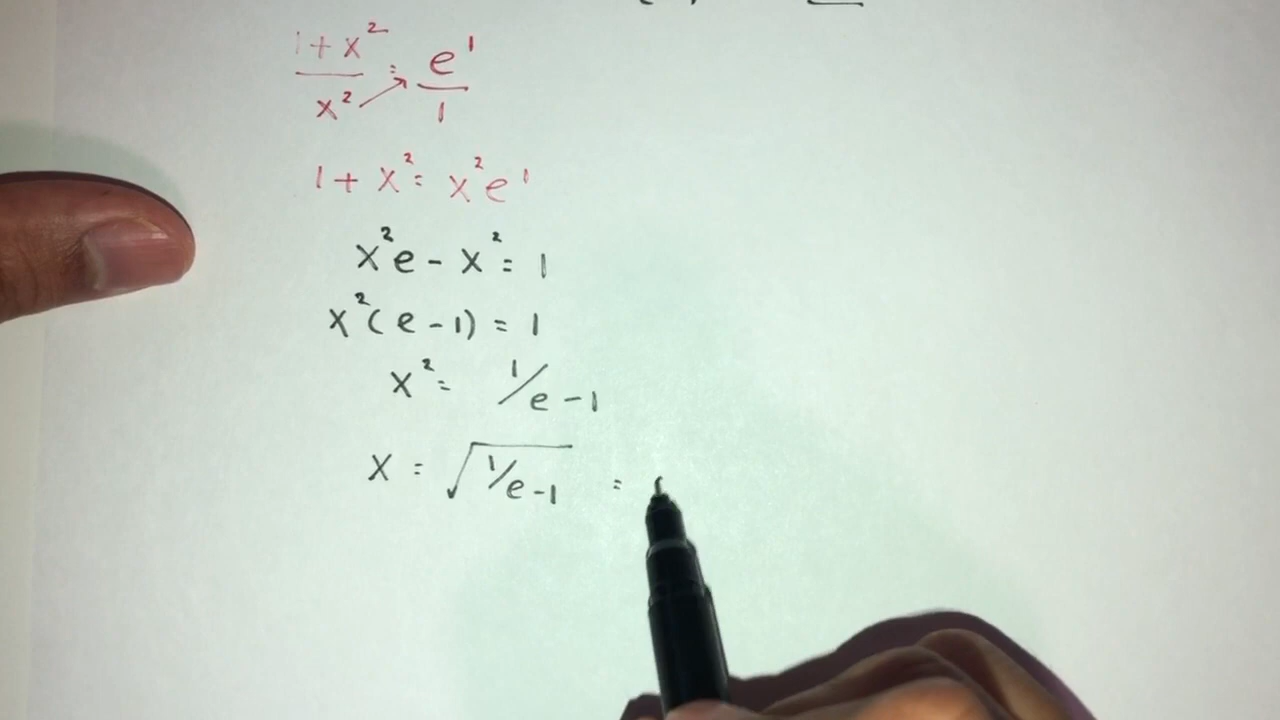 1+x² / x² = e¹ / 1
1 + x² = x²e¹
x²e - x² = 1
x²(e-1) = 1
x² = 1/e-1
x = √1/e-1 =